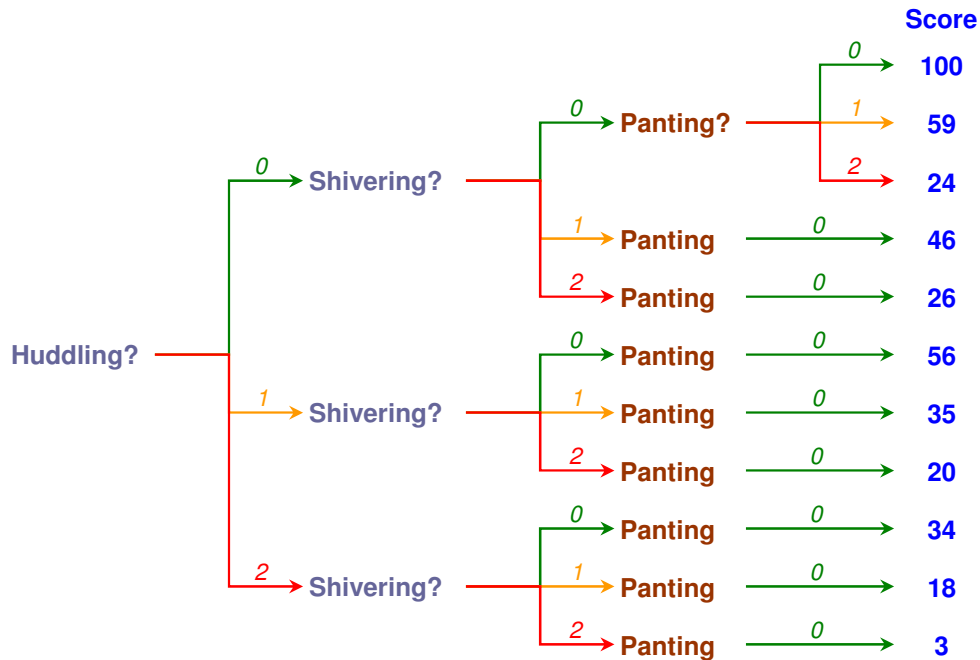 Score
0 100
0 Panting? 1 59
0 Shivering? 2 24
1 Panting 0 46
2 Panting 0 26
Huddling? 0 Panting 0 56
1 Shivering? 1 Panting 0 35
2 Panting 0 20
0 Panting 0 34
2 Shivering? 1 Panting 0 18
2 Panting 0 3